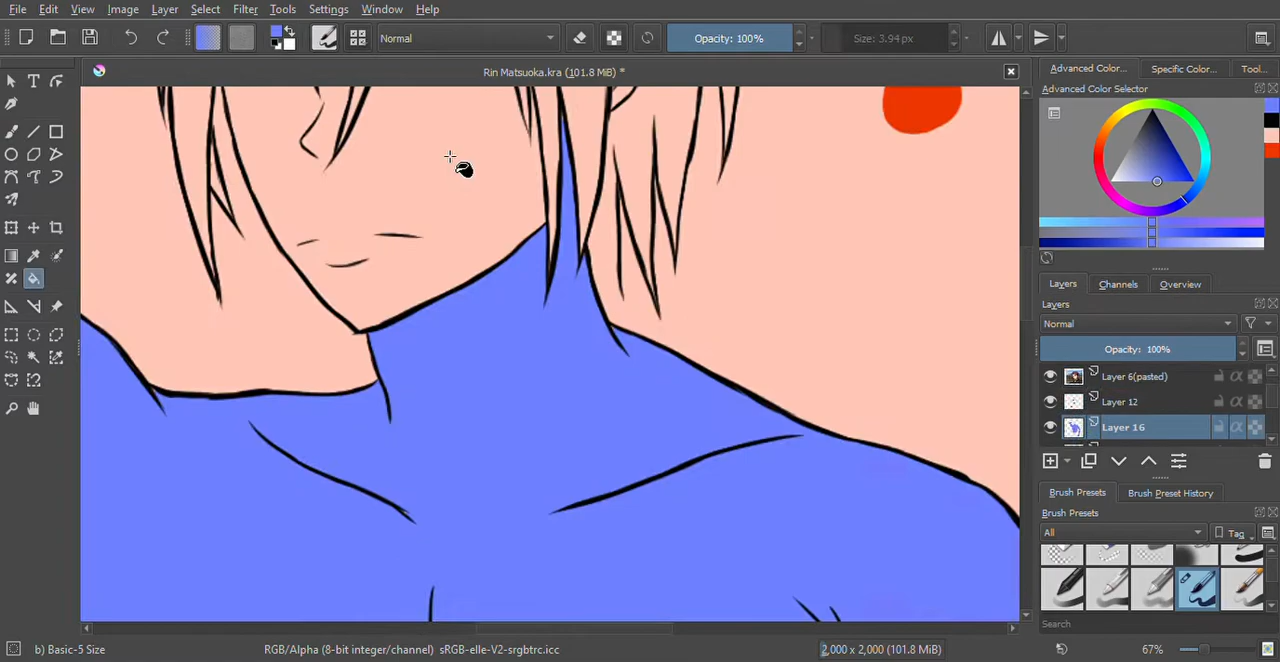 File Edit View Image Layer Select Filter Tools Settings Window Help
Normal Opacity: 100% Size: 3.94 px
Rin Matsuoka.kra (101.8 MiB) *
Advanced Color... Specific Color... Tool...
Advanced Color Selector
Layers Channels Overview
Layers
Normal
Opacity: 100%
Layer 6(pasted)
Layer 12
Layer 16
Brush Presets Brush Preset History
Brush Presets
All Tag
Search
b) Basic-5 Size RGB/Alpha (8-bit integer/channel) sRGB-elle-V2-srgbtrc.icc 2,000 x 2,000 (101.8 MiB) 67%